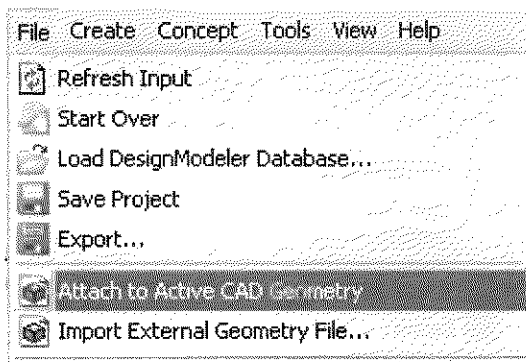 File Create Concept Tools View Help
Refresh Input
Start Over
Load DesignModeler Database...
Save Project
Export...
Attach to Active CAD Geometry
Import External Geometry File...